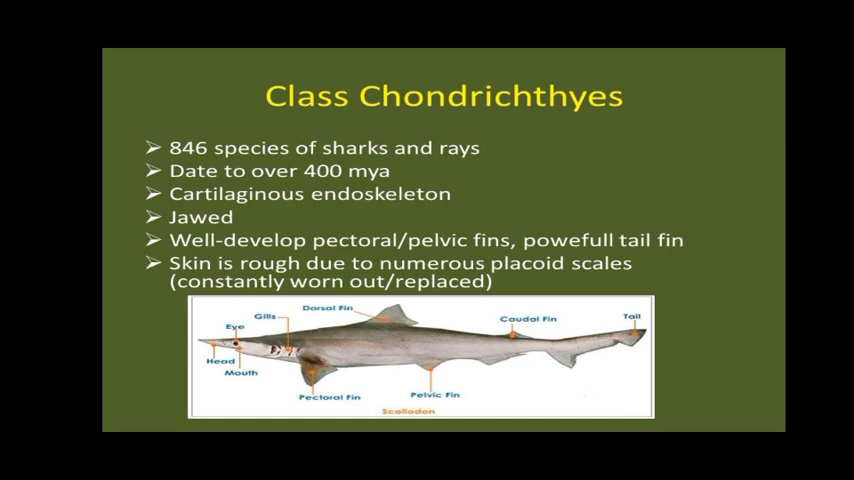 Class Chondrichthyes
➢ 846 species of sharks and rays
➢ Date to over 400 mya
➢ Cartilaginous endoskeleton
➢ Jawed
➢ Well-develop pectoral/pelvic fins, powefull tail fin
➢ Skin is rough due to numerous placoid scales
(constantly worn out/replaced)
Dorsal Fin
Gills
Caudal Fin
Tail
Eye
Head
Mouth
Pectoral Fin
Pelvic Fin
Scoliodon